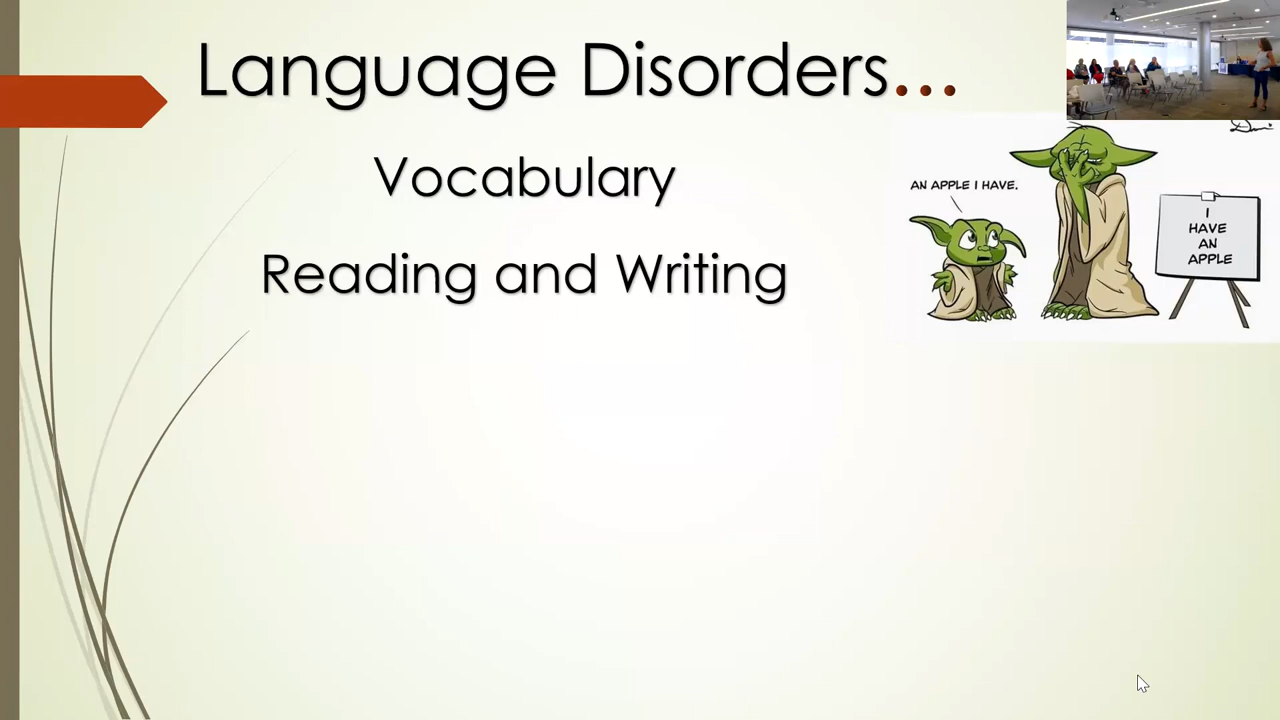 Language Disorders...
Vocabulary
Reading and Writing
AN APPLE I HAVE.
I
HAVE
AN
APPLE